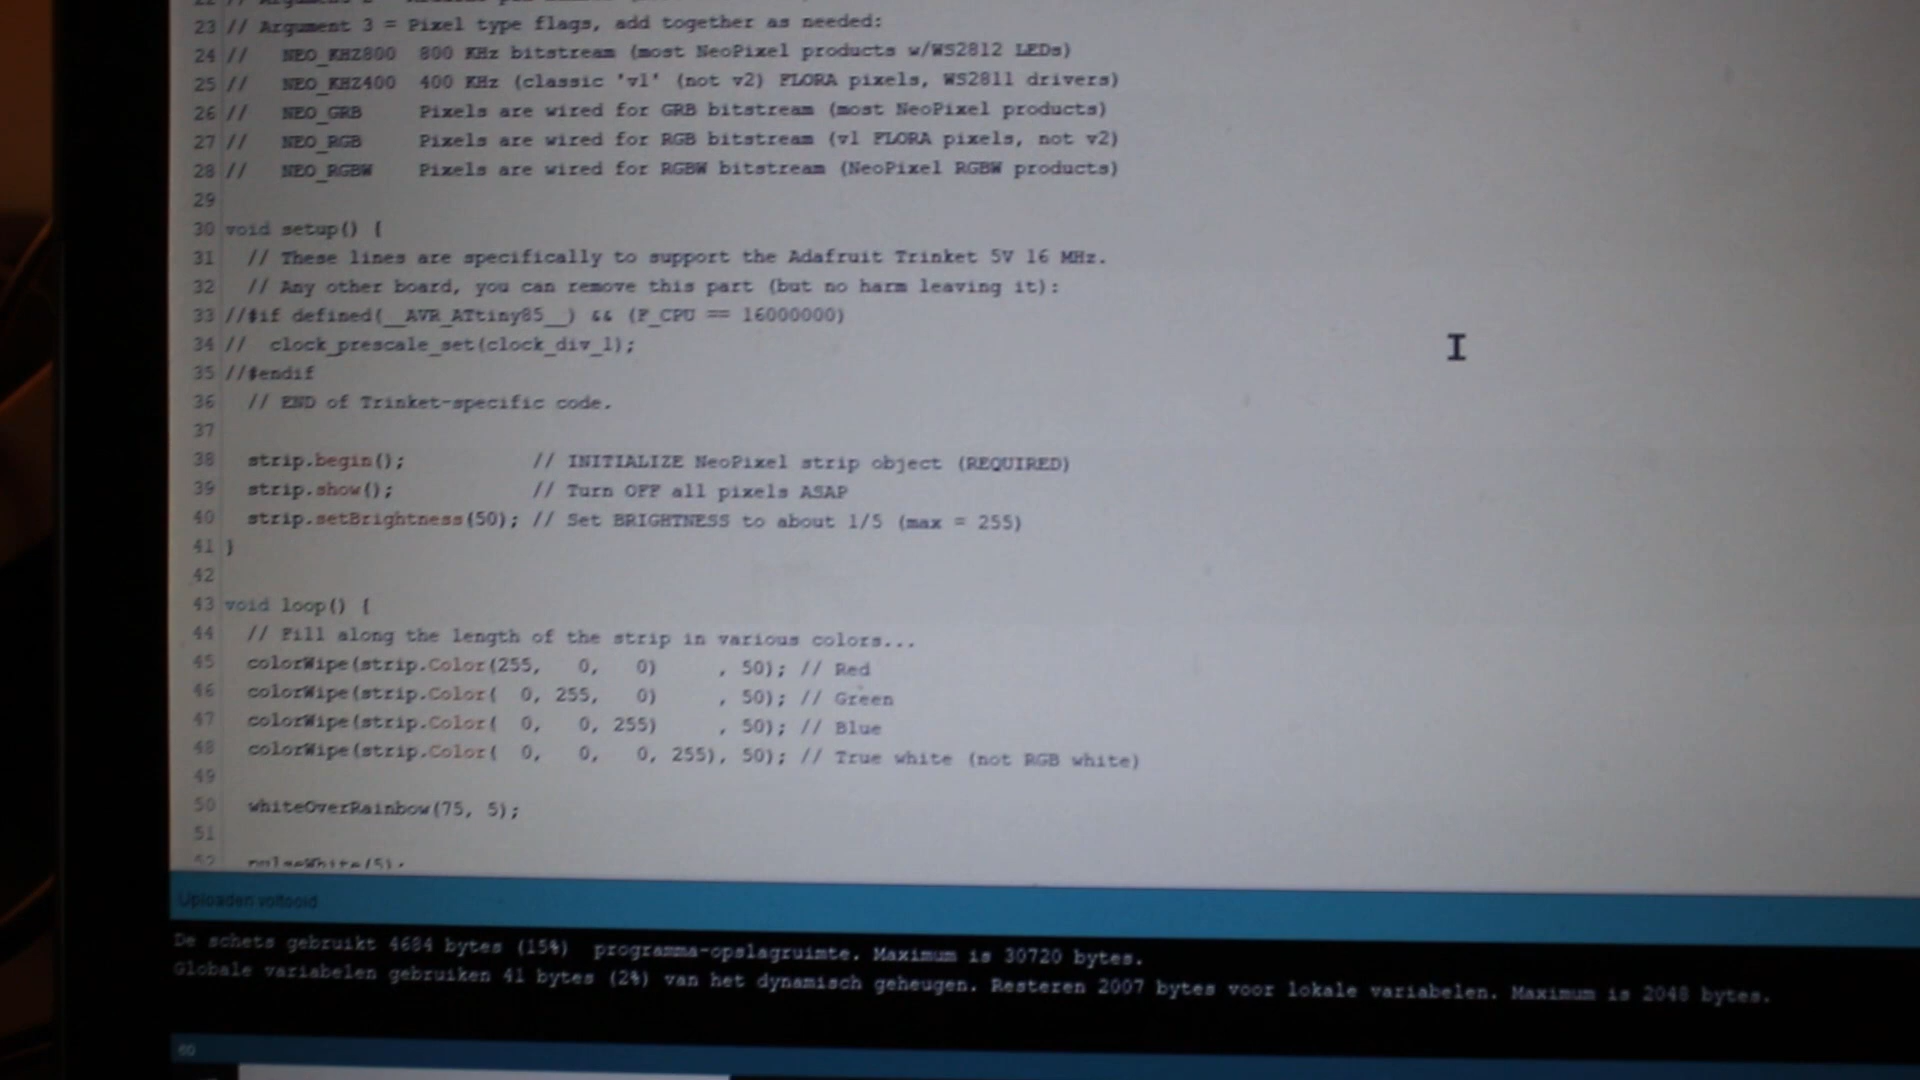 23 // Argument 3 = Pixel type flags, add together as needed:
24 //   NEO_KHZ800  800 KHz bitstream (most NeoPixel products w/WS2812 LEDs)
25 //   NEO_KHZ400  400 KHz (classic 'v1' (not v2) FLORA pixels, WS2811 drivers)
26 //   NEO_GRB     Pixels are wired for GRB bitstream (most NeoPixel products)
27 //   NEO_RGB     Pixels are wired for RGB bitstream (v1 FLORA pixels, not v2)
28 //   NEO_RGBW    Pixels are wired for RGBW bitstream (NeoPixel RGBW products)
29
30 void setup() {
31   // These lines are specifically to support the Adafruit Trinket 5V 16 MHz.
32   // Any other board, you can remove this part (but no harm leaving it):
33 //#if defined(__AVR_ATtiny85__) && (F_CPU == 16000000)
34 //  clock_prescale_set(clock_div_1);
35 //#endif
36   // END of Trinket-specific code.
37
38   strip.begin();           // INITIALIZE NeoPixel strip object (REQUIRED)
39   strip.show();            // Turn OFF all pixels ASAP
40   strip.setBrightness(50); // Set BRIGHTNESS to about 1/5 (max = 255)
41 }
42
43 void loop() {
44   // Fill along the length of the strip in various colors...
45   colorWipe(strip.Color(255,   0,   0)     , 50); // Red
46   colorWipe(strip.Color(  0, 255,   0)     , 50); // Green
47   colorWipe(strip.Color(  0,   0, 255)     , 50); // Blue
48   colorWipe(strip.Color(  0,   0,   0, 255), 50); // True white (not RGB white)
49
50   whiteOverRainbow(75, 5);
51
52   pulseWhite(5);
Uploaden voltooid
De schets gebruikt 4684 bytes (15%)  programma-opslagruimte. Maximum is 30720 bytes.
Globale variabelen gebruiken 41 bytes (2%) van het dynamisch geheugen. Resteren 2007 bytes voor lokale variabelen. Maximum is 2048 bytes.
60